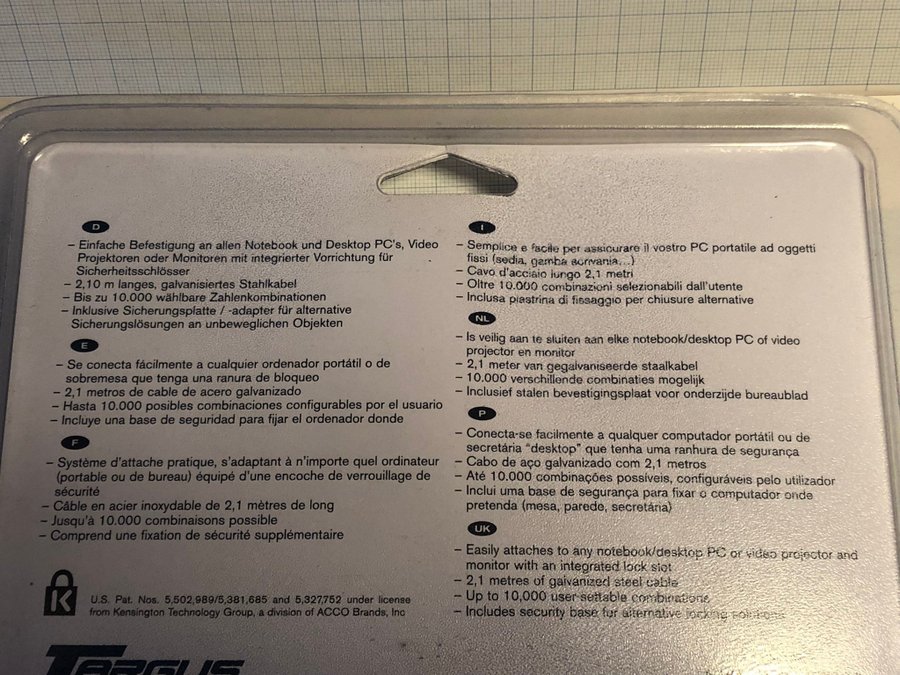 D
– Einfache Befestigung an allen Notebook und Desktop PC's, Video
Projektoren oder Monitoren mit integrierter Vorrichtung für
Sicherheitsschlösser
– 2,10 m langes, galvanisiertes Stahlkabel
– Bis zu 10.000 wählbare Zahlenkombinationen
– Inklusive Sicherungsplatte / -adapter für alternative
Sicherungslösungen an unbeweglichen Objekten
E
– Se conecta fácilmente a cualquier ordenador portátil o de
sobremesa que tenga una ranura de bloqueo
– 2,1 metros de cable de acero galvanizado
– Hasta 10.000 posibles combinaciones configurables por el usuario
– Incluye una base de seguridad para fijar el ordenador donde
F
– Système d'attache pratique, s'adaptant à n'importe quel ordinateur
(portable ou de bureau) équipé d'une encoche de verrouillage de
sécurité
– Câble en acier inoxydable de 2,1 mètres de long
– Jusqu'à 10.000 combinaisons possible
– Comprend une fixation de sécurité supplémentaire
K
U.S. Pat. Nos. 5,502,989/5,381,685 and 5,327,752 under license
from Kensington Technology Group, a division of ACCO Brands, Inc
TARGUS
I
– Semplice e facile per assicurare il vostro PC portatile ad oggetti
fissi (sedia, gamba scrivania...)
– Cavo d'acciaio lungo 2,1 metri
– Oltre 10.000 combinazioni selezionabili dall'utente
– Inclusa piastrina di fissaggio per chiusure alternative
NL
– Is veilig aan te sluiten aan elke notebook/desktop PC of video
projector en monitor
– 2,1 meter van gegalvaniseerde staalkabel
– 10.000 verschillende combinaties mogelijk
– Inclusief stalen bevestigingsplaat voor onderzijde bureaublad
P
– Conecta-se facilmente a qualquer computador portátil ou de
secretária "desktop" que tenha uma ranhura de segurança
– Cabo de aço galvanizado com 2,1 metros
– Até 10.000 combinações possíveis, configuráveis pelo utilizador
– Inclui uma base de segurança para fixar o computador onde
pretenda (mesa, parede, secretária)
UK
– Easily attaches to any notebook/desktop PC or video projector and
monitor with an integrated lock slot
– 2,1 metres of galvanized steel cable
– Up to 10,000 user-settable combinations
– Includes security base for alternative locking solutions